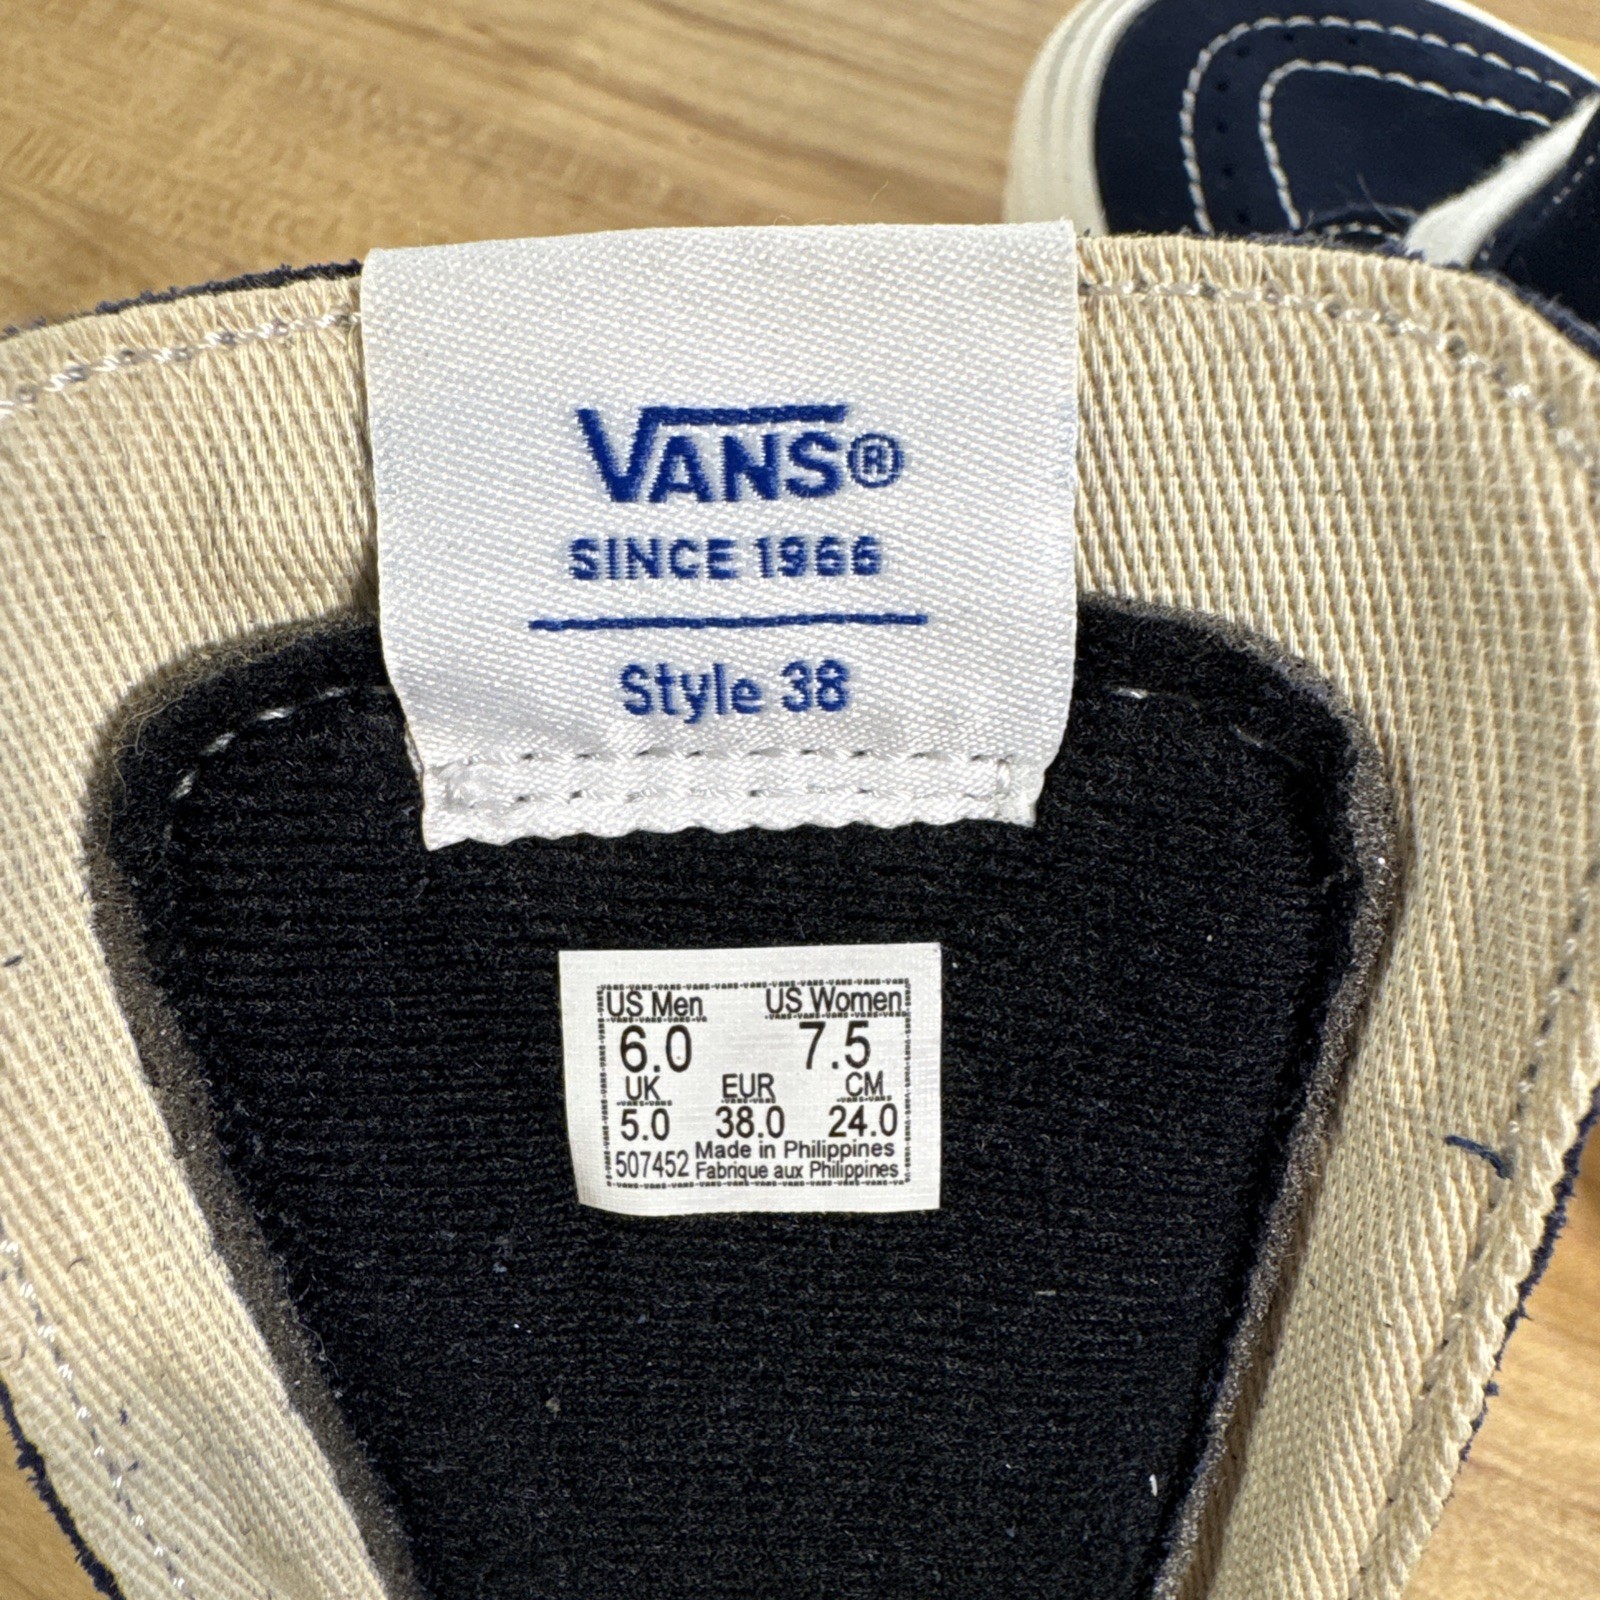 VANS®
SINCE 1966
Style 38
US Men US Women
6.0 7.5
UK EUR CM
5.0 38.0 24.0
507452 Made in Philippines
Fabrique aux Philippines